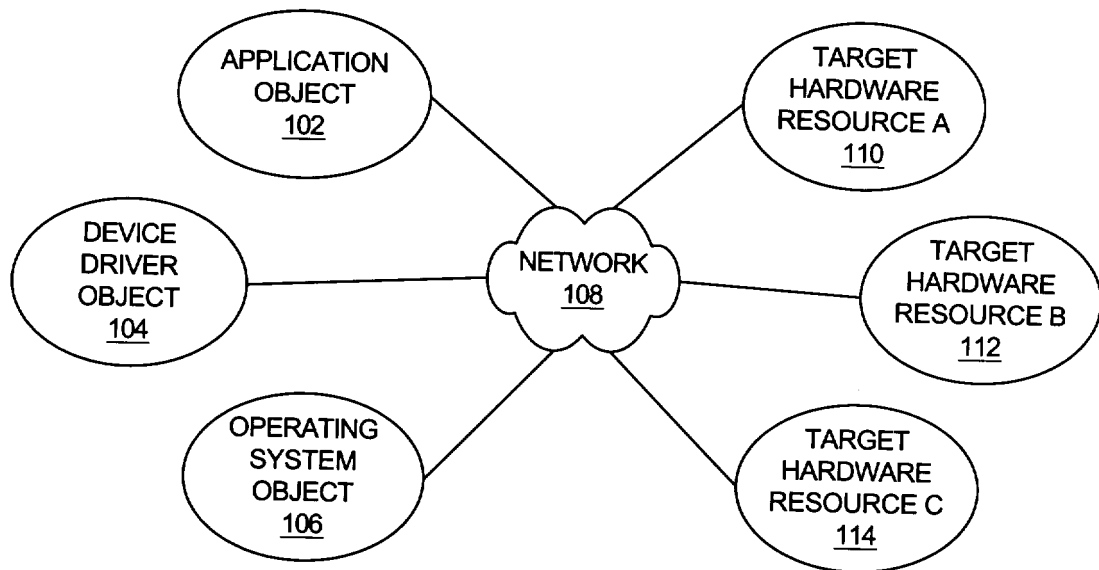 APPLICATION
OBJECT
102
TARGET
HARDWARE
RESOURCE A
110
DEVICE
DRIVER
OBJECT
104
NETWORK
108
TARGET
HARDWARE
RESOURCE B
112
OPERATING
SYSTEM
OBJECT
106
TARGET
HARDWARE
RESOURCE C
114